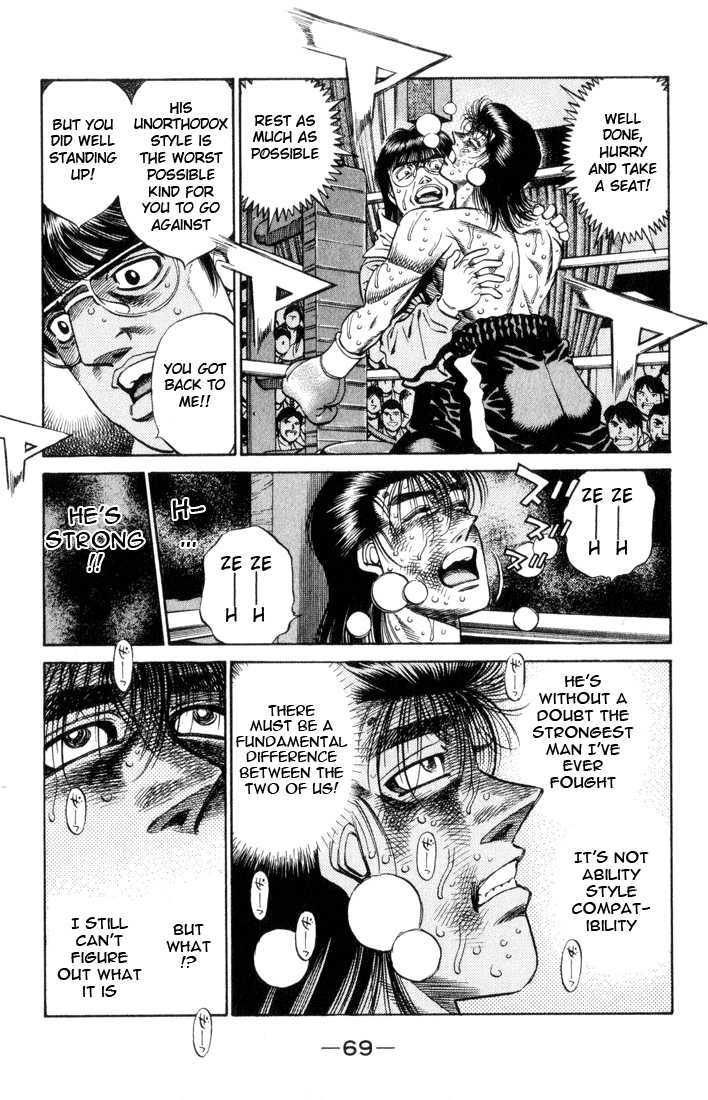 WELL
DONE,
HURRY
AND TAKE
A SEAT!
REST
AS MUCH AS
POSSIBLE
HIS
UNORTHODOX
STYLE IS
THE WORST
POSSIBLE
KIND FOR
YOU TO GO
AGAINST
BUT YOU
DID WELL
STANDING
UP!
YOU GOT
BACK TO
ME!!
ZE ZE
H H
ZE ZE
H H
H-
...
HE'S
STRONG
!!
HE'S
WITHOUT A
DOUBT THE
STRONGEST
MAN I'VE
EVER
FOUGHT
IT'S NOT
ABILITY
STYLE
COMPAT-
IBILITY
THERE
MUST BE A
FUNDAMENTAL
DIFFERENCE
BETWEEN THE
TWO OF US!
BUT
WHAT
!?
I STILL
CAN'T
FIGURE
OUT WHAT
IT IS
—69—